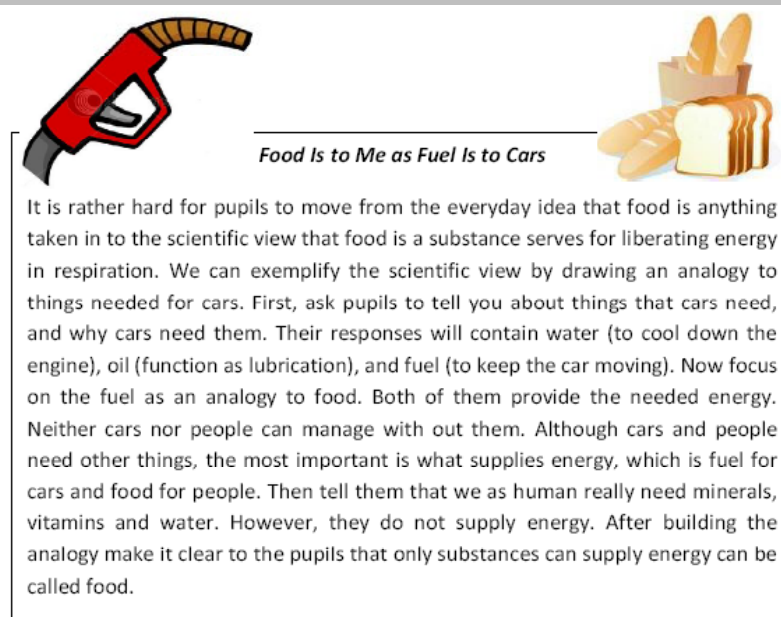 Food Is to Me as Fuel Is to Cars
It is rather hard for pupils to move from the everyday idea that food is anything
taken in to the scientific view that food is a substance serves for liberating energy
in respiration. We can exemplify the scientific view by drawing an analogy to
things needed for cars. First, ask pupils to tell you about things that cars need,
and why cars need them. Their responses will contain water (to cool down the
engine), oil (function as lubrication), and fuel (to keep the car moving). Now focus
on the fuel as an analogy to food. Both of them provide the needed energy.
Neither cars nor people can manage with out them. Although cars and people
need other things, the most important is what supplies energy, which is fuel for
cars and food for people. Then tell them that we as human really need minerals,
vitamins and water. However, they do not supply energy. After building the
analogy make it clear to the pupils that only substances can supply energy can be
called food.